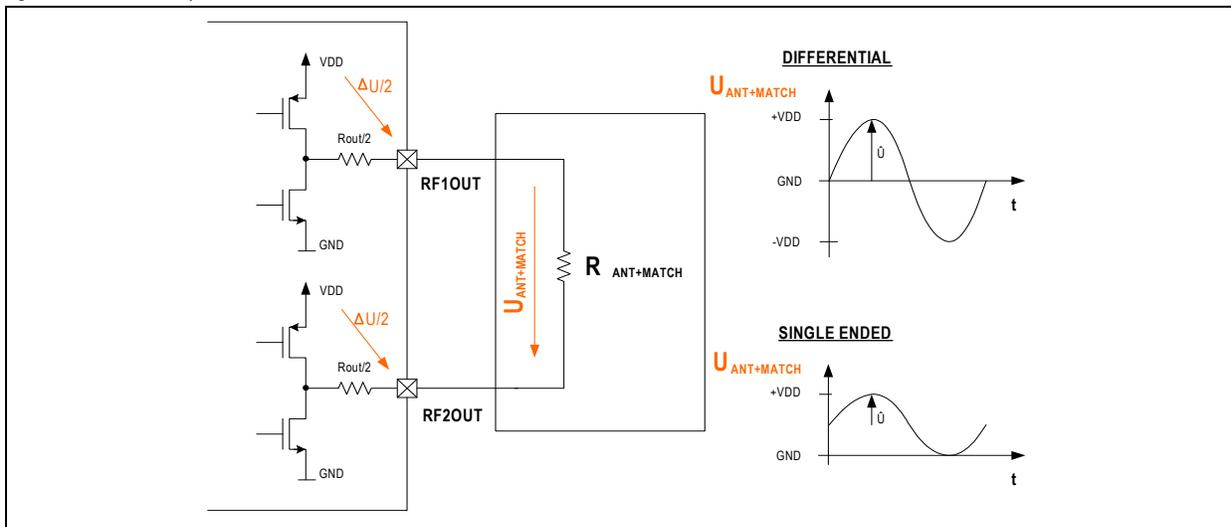 VDD
ΔU/2
Rout/2
RF1OUT
GND
VDD
ΔU/2
Rout/2
RF2OUT
GND
U ANT+MATCH
R ANT+MATCH
DIFFERENTIAL
U ANT+MATCH
+VDD
Û
GND
t
-VDD
SINGLE ENDED
U ANT+MATCH
+VDD
Û
GND
t